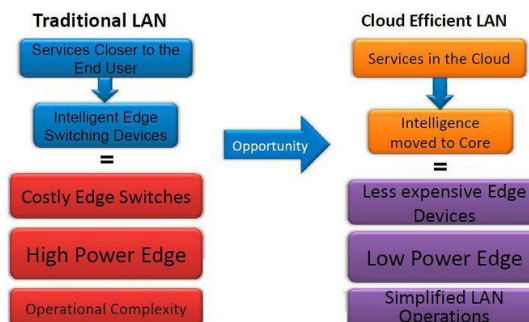 Traditional LAN
Services Closer to the
End User
Intelligent Edge
Switching Devices
=
Costly Edge Switches
High Power Edge
Operational Complexity
Opportunity
Cloud Efficient LAN
Services in the Cloud
Intelligence
moved to Core
=
Less expensive Edge
Devices
Low Power Edge
Simplified LAN
Operations